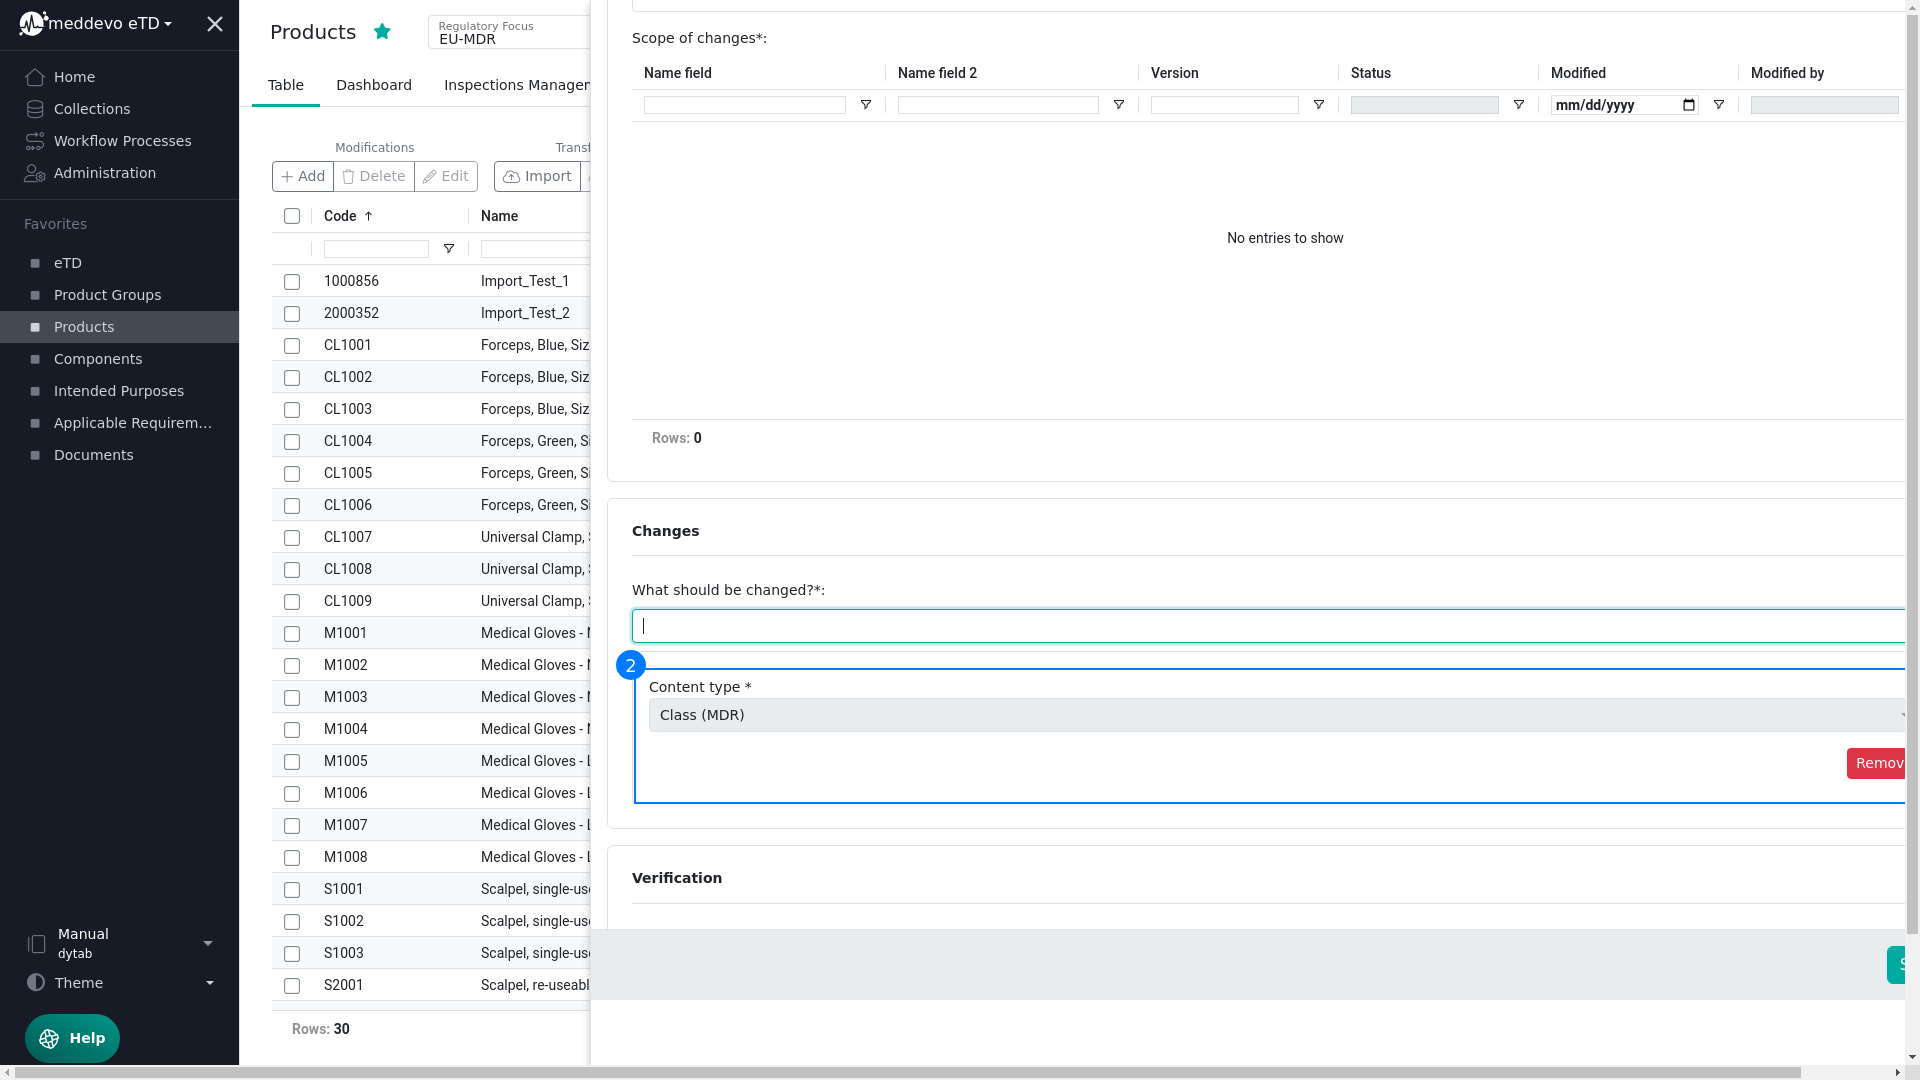 meddevo eTD
Home
Collections
Workflow Processes
Administration
Favorites
eTD
Product Groups
Products
Components
Intended Purposes
Applicable Requirem...
Documents
Manual
dytab
Theme
Help
Products
Regulatory Focus
EU-MDR
Table Dashboard Inspections Manager
Modifications
Add Delete Edit Import
Code Name
1000856 Import_Test_1
2000352 Import_Test_2
CL1001 Forceps, Blue, Siz
CL1002 Forceps, Blue, Siz
CL1003 Forceps, Blue, Siz
CL1004 Forceps, Green, Si
CL1005 Forceps, Green, Si
CL1006 Forceps, Green, Si
CL1007 Universal Clamp,
CL1008 Universal Clamp,
CL1009 Universal Clamp,
M1001 Medical Gloves -
M1002 Medical Gloves -
M1003 Medical Gloves -
M1004 Medical Gloves -
M1005 Medical Gloves - L
M1006 Medical Gloves - L
M1007 Medical Gloves - L
M1008 Medical Gloves - L
S1001 Scalpel, single-us
S1002 Scalpel, single-us
S1003 Scalpel, single-us
S2001 Scalpel, re-useabl
Rows: 30
Scope of changes*:
Name field Name field 2 Version Status Modified Modified by
mm/dd/yyyy
No entries to show
Rows: 0
Changes
What should be changed?*:
2
Content type *
Class (MDR)
Remov
Verification